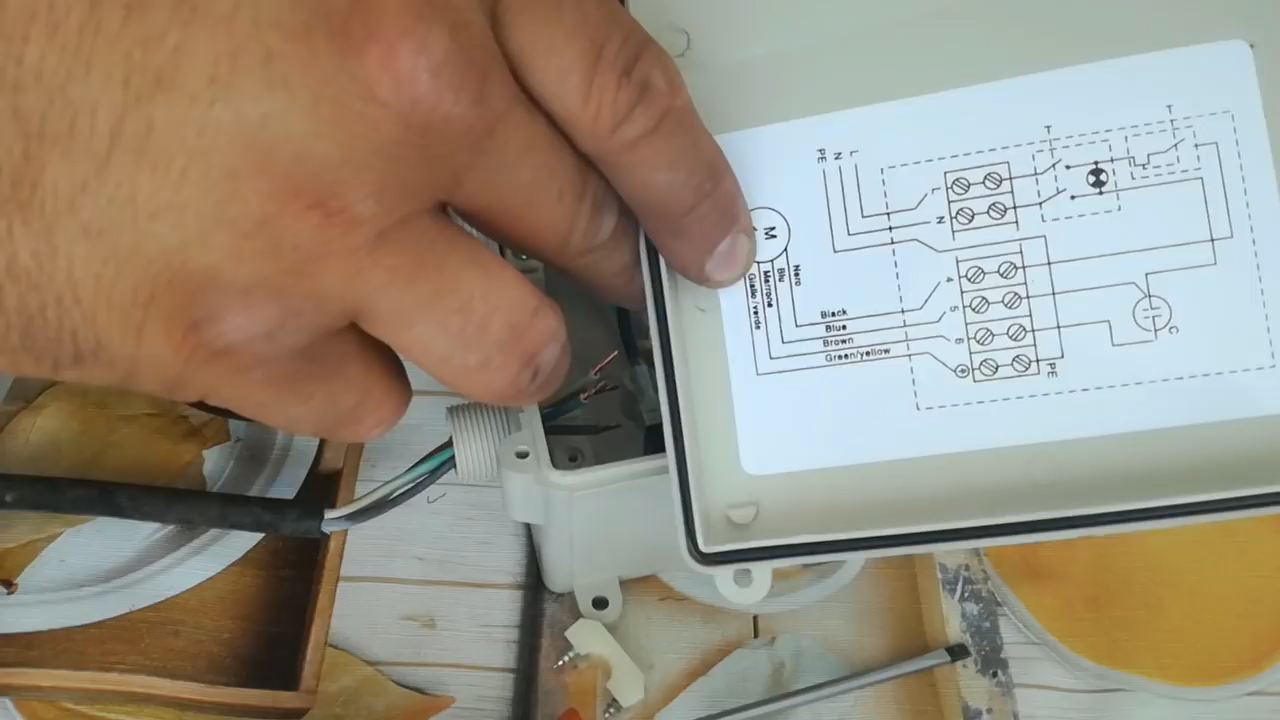 PE
N
L
T
T
L
N
M
Nero
Blu
Marrone
Giallo/verde
Black
Blue
Brown
Green/yellow
4
5
6
PE
C